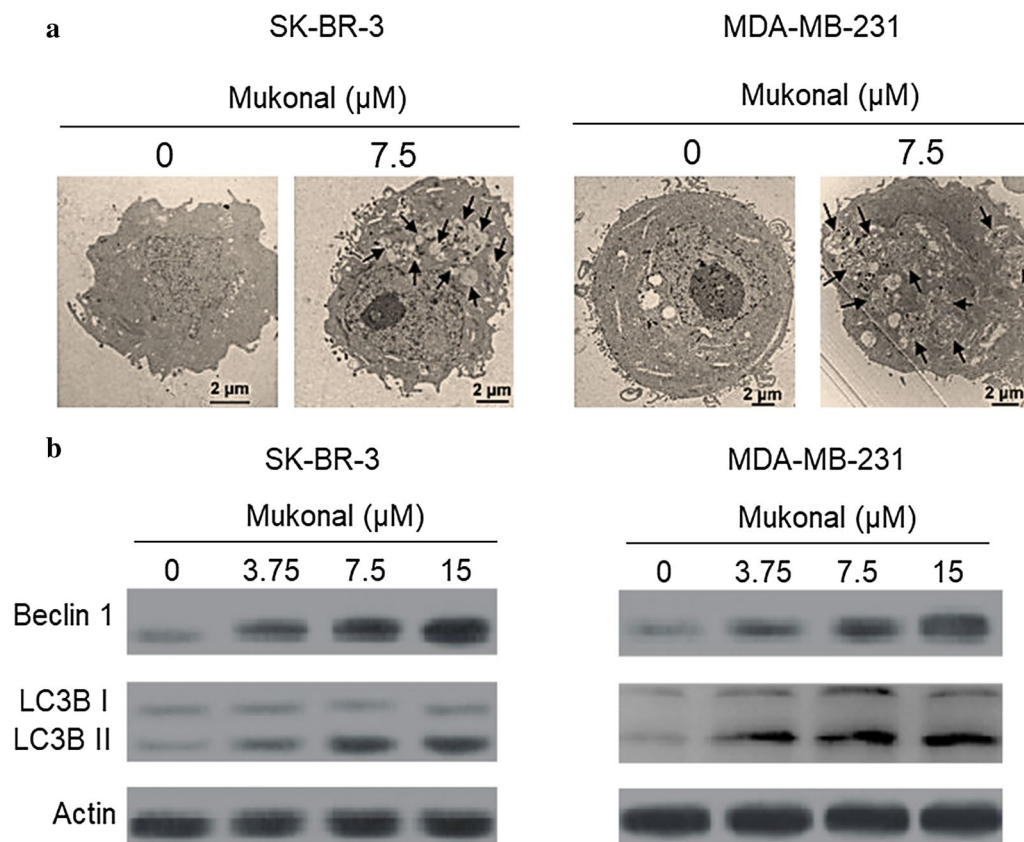 a
SK-BR-3
MDA-MB-231
Mukonal (µM)
Mukonal (µM)
0
7.5
0
7.5
2 µm
2 µm
2 µm
2 µm
b
SK-BR-3
MDA-MB-231
Mukonal (µM)
Mukonal (µM)
0 3.75 7.5 15
0 3.75 7.5 15
Beclin 1
LC3B I
LC3B II
Actin